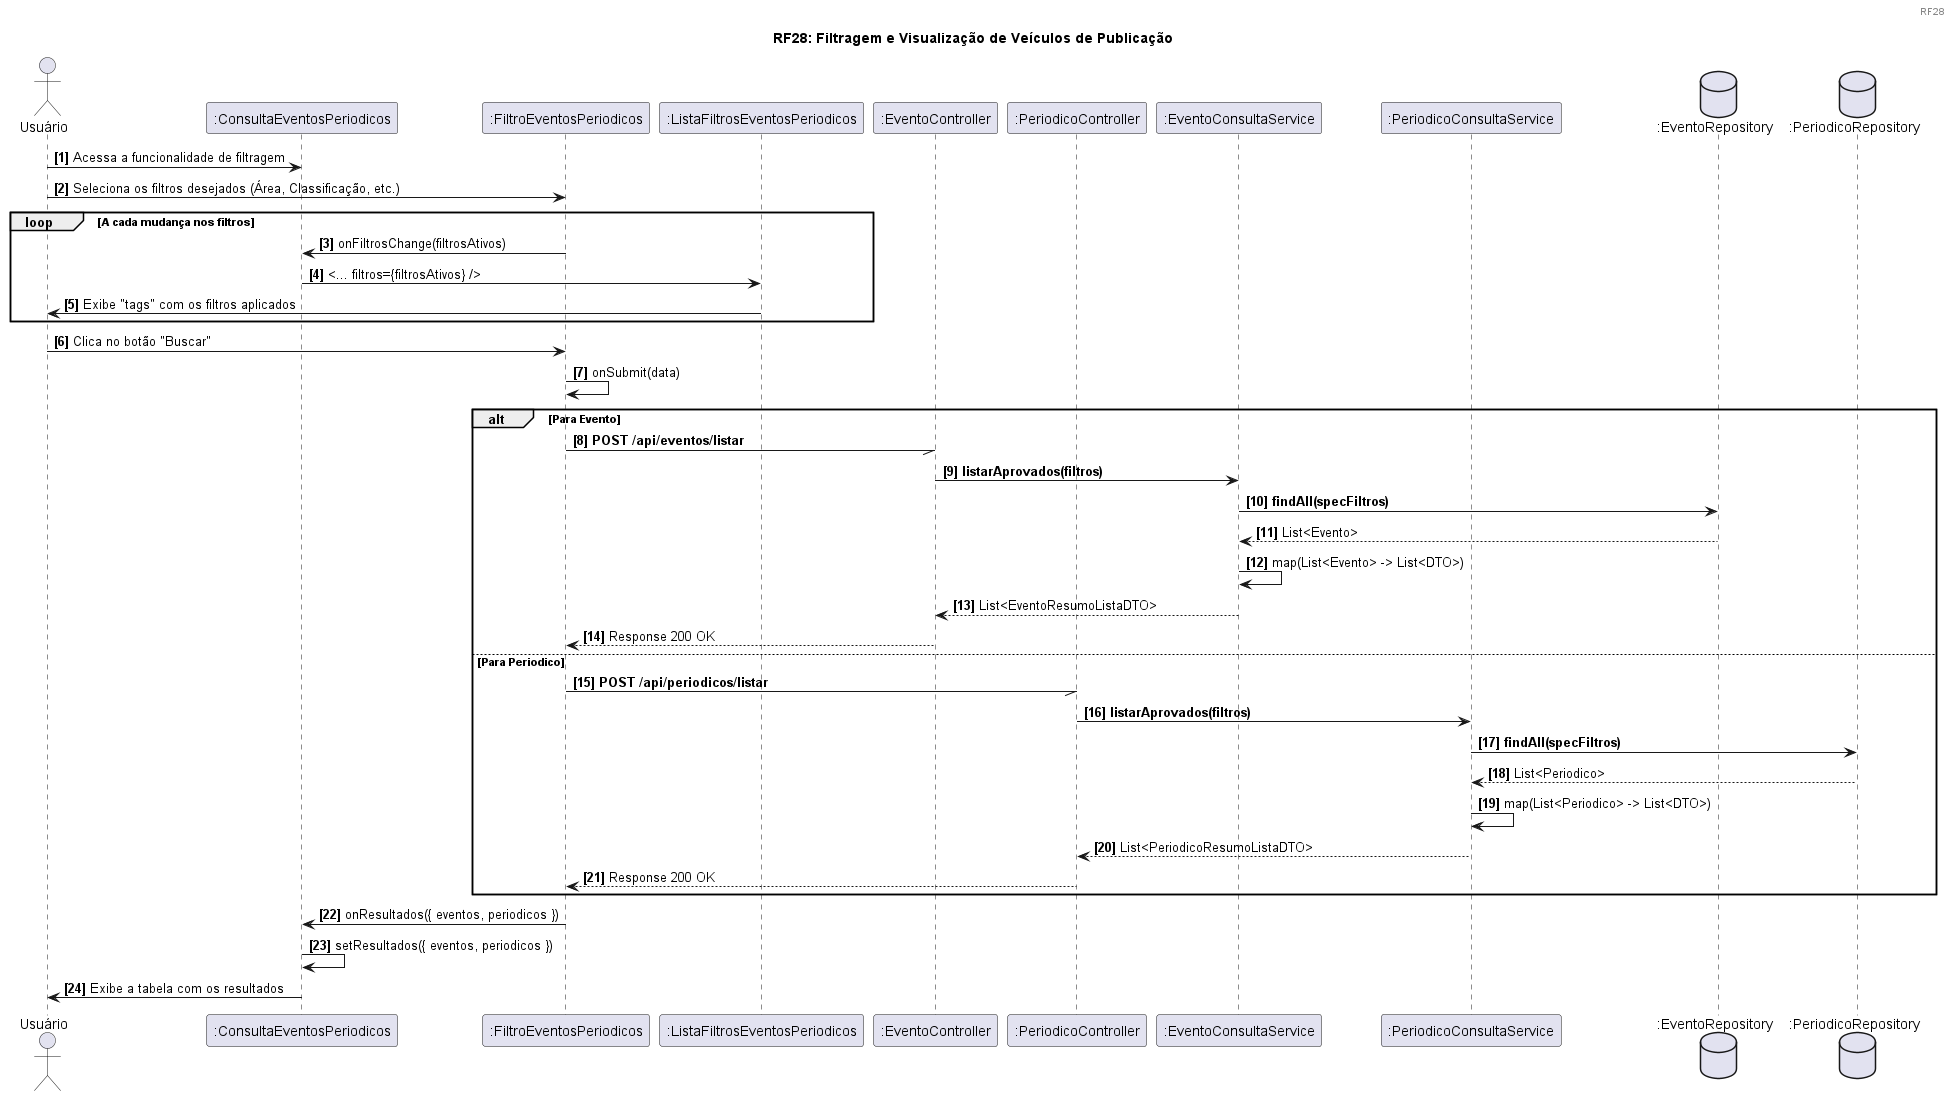 RF28
RF28: Filtragem e Visualização de Veículos de Publicação
Usuário
:ConsultaEventosPeriodicos
:FiltroEventosPeriodicos
:ListaFiltrosEventosPeriodicos
:EventoController
:PeriodicoController
:EventoConsultaService
:PeriodicoConsultaService
:EventoRepository
:PeriodicoRepository
[1] Acessa a funcionalidade de filtragem
[2] Seleciona os filtros desejados (Área, Classificação, etc.)
loop [A cada mudança nos filtros]
[3] onFiltrosChange(filtrosAtivos)
[4] <... filtros={filtrosAtivos} />
[5] Exibe "tags" com os filtros aplicados
[6] Clica no botão "Buscar"
[7] onSubmit(data)
alt [Para Evento]
[8] POST /api/eventos/listar
[9] listarAprovados(filtros)
[10] findAll(specFiltros)
[11] List<Evento>
[12] map(List<Evento> -> List<DTO>)
[13] List<EventoResumoListaDTO>
[14] Response 200 OK
[Para Periodico]
[15] POST /api/periodicos/listar
[16] listarAprovados(filtros)
[17] findAll(specFiltros)
[18] List<Periodico>
[19] map(List<Periodico> -> List<DTO>)
[20] List<PeriodicoResumoListaDTO>
[21] Response 200 OK
[22] onResultados({ eventos, periodicos })
[23] setResultados({ eventos, periodicos })
[24] Exibe a tabela com os resultados
Usuário
:ConsultaEventosPeriodicos
:FiltroEventosPeriodicos
:ListaFiltrosEventosPeriodicos
:EventoController
:PeriodicoController
:EventoConsultaService
:PeriodicoConsultaService
:EventoRepository
:PeriodicoRepository